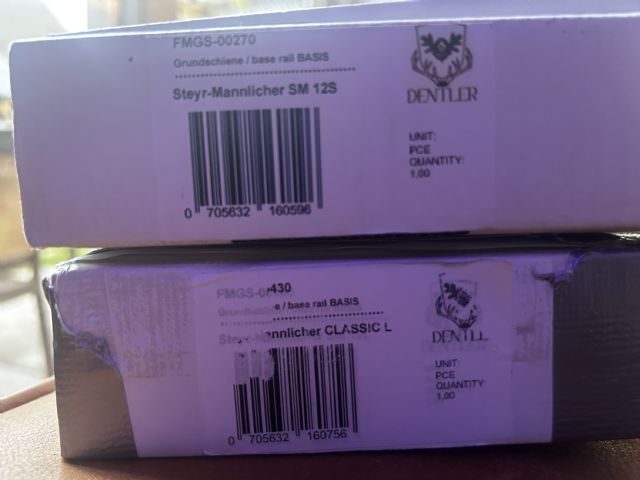 FMGS-00270
Grundschiene / base rail BASIS
Steyr-Mannlicher SM 12S
0 705632 160596
DENTLER
UNIT:
PCE
QUANTITY:
1,00
430
base rail BASIS
CLASSIC L
0 705632 160756
UNIT:
PCE
QUANTITY:
1,00